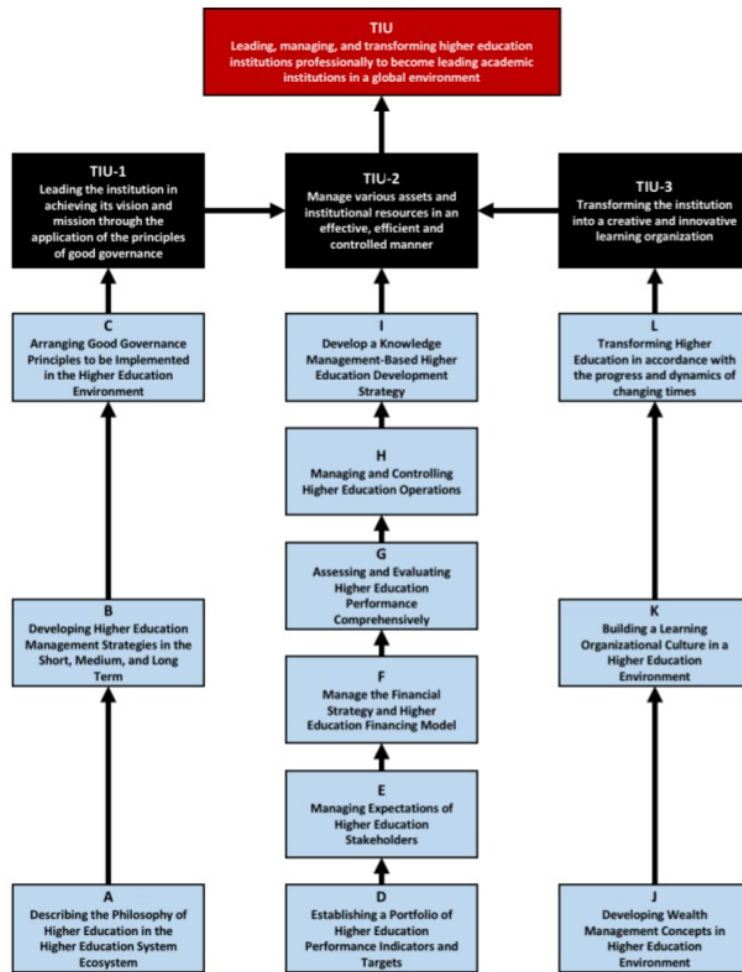 TIU
Leading, managing, and transforming higher education
institutions professionally to become leading academic
institutions in a global environment
TIU-1
Leading the institution in
achieving its vision and
mission through the
application of the principles
of good governance
TIU-2
Manage various assets and
institutional resources in an
effective, efficient and
controlled manner
TIU-3
Transforming the institution
into a creative and innovative
learning organization
C
Arranging Good Governance
Principles to be Implemented
in the Higher Education
Environment
I
Develop a Knowledge
Management-Based Higher
Education Development
Strategy
L
Transforming Higher
Education in accordance with
the progress and dynamics of
changing times
H
Managing and Controlling
Higher Education Operations
G
Assessing and Evaluating
Higher Education
Performance
Comprehensively
B
Developing Higher Education
Management Strategies in the
Short, Medium, and Long
Term
K
Building a Learning
Organizational Culture in a
Higher Education
Environment
F
Manage the Financial
Strategy and Higher
Education Financing Model
E
Managing Expectations of
Higher Education
Stakeholders
A
Describing the Philosophy of
Higher Education in the
Higher Education System
Ecosystem
D
Establishing a Portfolio of
Higher Education
Performance Indicators and
Targets
J
Developing Wealth
Management Concepts in
Higher Education
Environment